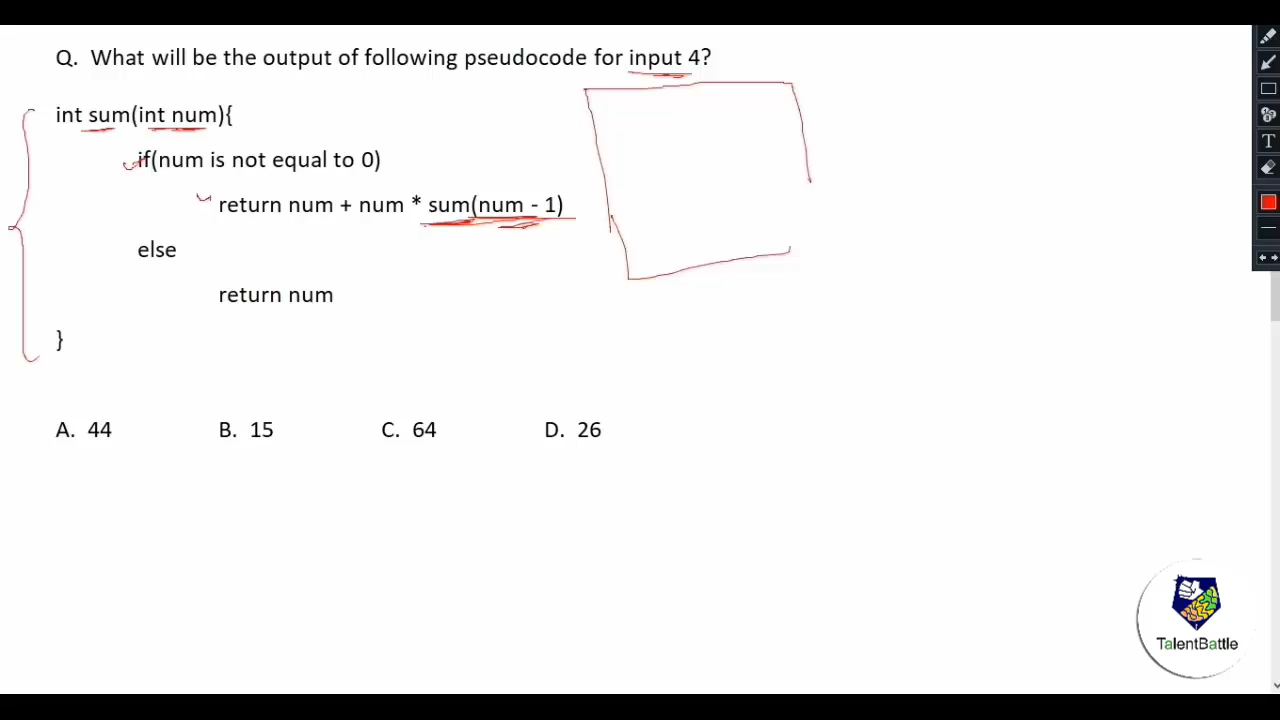 Q. What will be the output of following pseudocode for input 4?
int sum(int num){
if(num is not equal to 0)
return num + num * sum(num - 1)
else
return num
}
A. 44 B. 15 C. 64 D. 26
T
TalentBattle